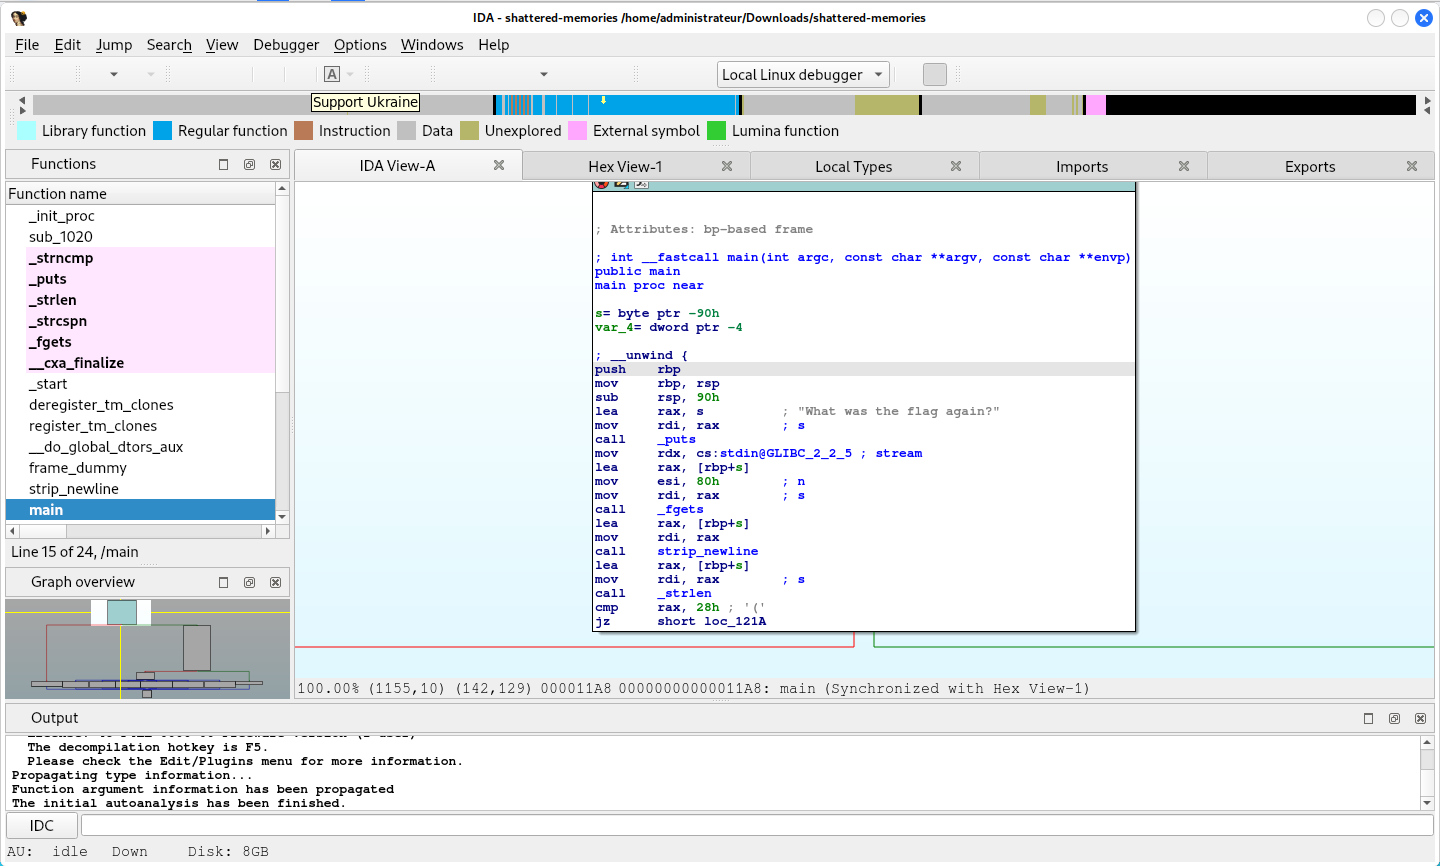 IDA - shattered-memories /home/administrateur/Downloads/shattered-memories
File Edit Jump Search View Debugger Options Windows Help
A Local Linux debugger
Support Ukraine
Library function Regular function Instruction Data Unexplored External symbol Lumina function
Functions
Function name
_init_proc
sub_1020
_strncmp
_puts
_strlen
_strcspn
_fgets
__cxa_finalize
_start
deregister_tm_clones
register_tm_clones
__do_global_dtors_aux
frame_dummy
strip_newline
main
Line 15 of 24, /main
Graph overview
IDA View-A Hex View-1 Local Types Imports Exports
; Attributes: bp-based frame
; int __fastcall main(int argc, const char **argv, const char **envp)
public main
main proc near
s= byte ptr -90h
var_4= dword ptr -4
; __unwind {
push rbp
mov rbp, rsp
sub rsp, 90h
lea rax, s ; "What was the flag again?"
mov rdi, rax ; s
call _puts
mov rdx, cs:stdin@GLIBC_2_2_5 ; stream
lea rax, [rbp+s]
mov esi, 80h ; n
mov rdi, rax ; s
call _fgets
lea rax, [rbp+s]
mov rdi, rax
call strip_newline
lea rax, [rbp+s]
mov rdi, rax ; s
call _strlen
cmp rax, 28h ; '('
jz short loc_121A
100.00% (1155,10) (142,129) 000011A8 00000000000011A8: main (Synchronized with Hex View-1)
Output
The decompilation hotkey is F5.
Please check the Edit/Plugins menu for more information.
Propagating type information...
Function argument information has been propagated
The initial autoanalysis has been finished.
IDC
AU: idle Down Disk: 8GB